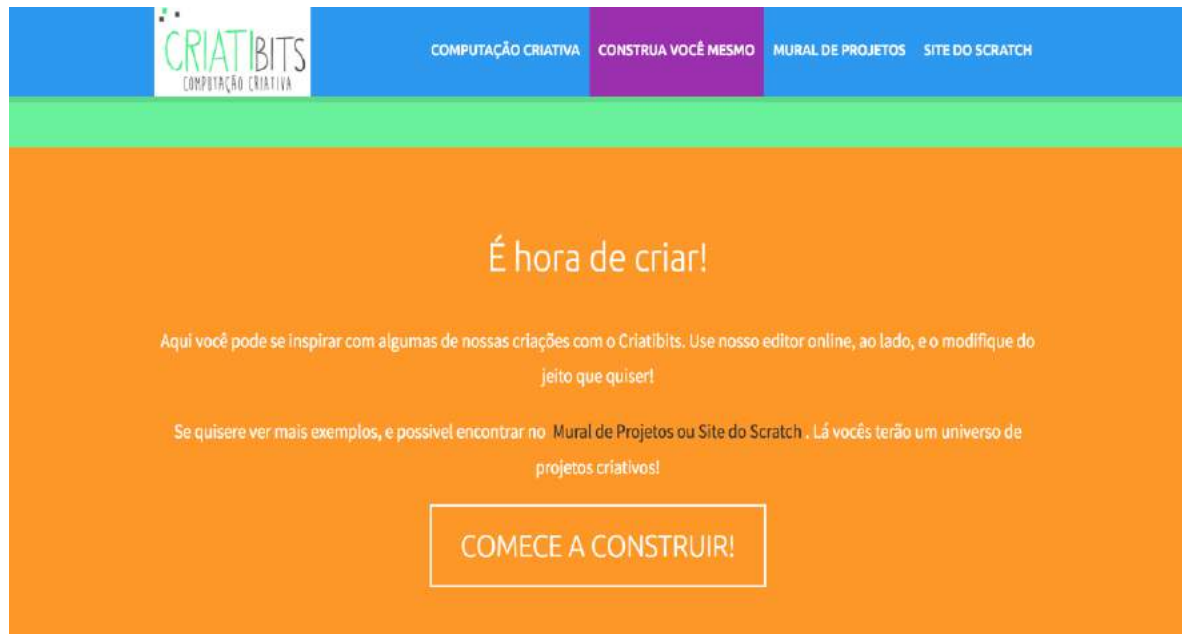 CRIATIBITS
COMPUTAÇÃO CRIATIVA
COMPUTAÇÃO CRIATIVA CONSTRUA VOCÊ MESMO MURAL DE PROJETOS SITE DO SCRATCH
É hora de criar!
Aqui você pode se inspirar com algumas de nossas criações com o Criatibits. Use nosso editor online, ao lado, e o modifique do
jeito que quiser!
Se quisere ver mais exemplos, e possivel encontrar no Mural de Projetos ou Site do Scratch . Lá vocês terão um universo de
projetos criativos!
COMECE A CONSTRUIR!